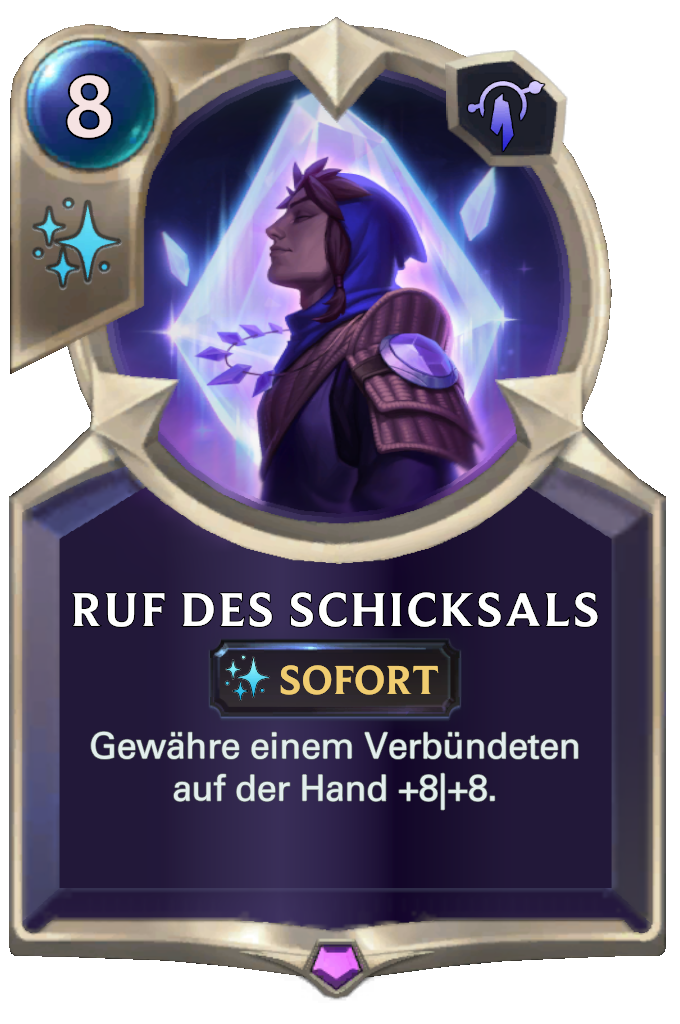 8
RUF DES SCHICKSALS
SOFORT
Gewähre einem Verbündeten
auf der Hand +8|+8.